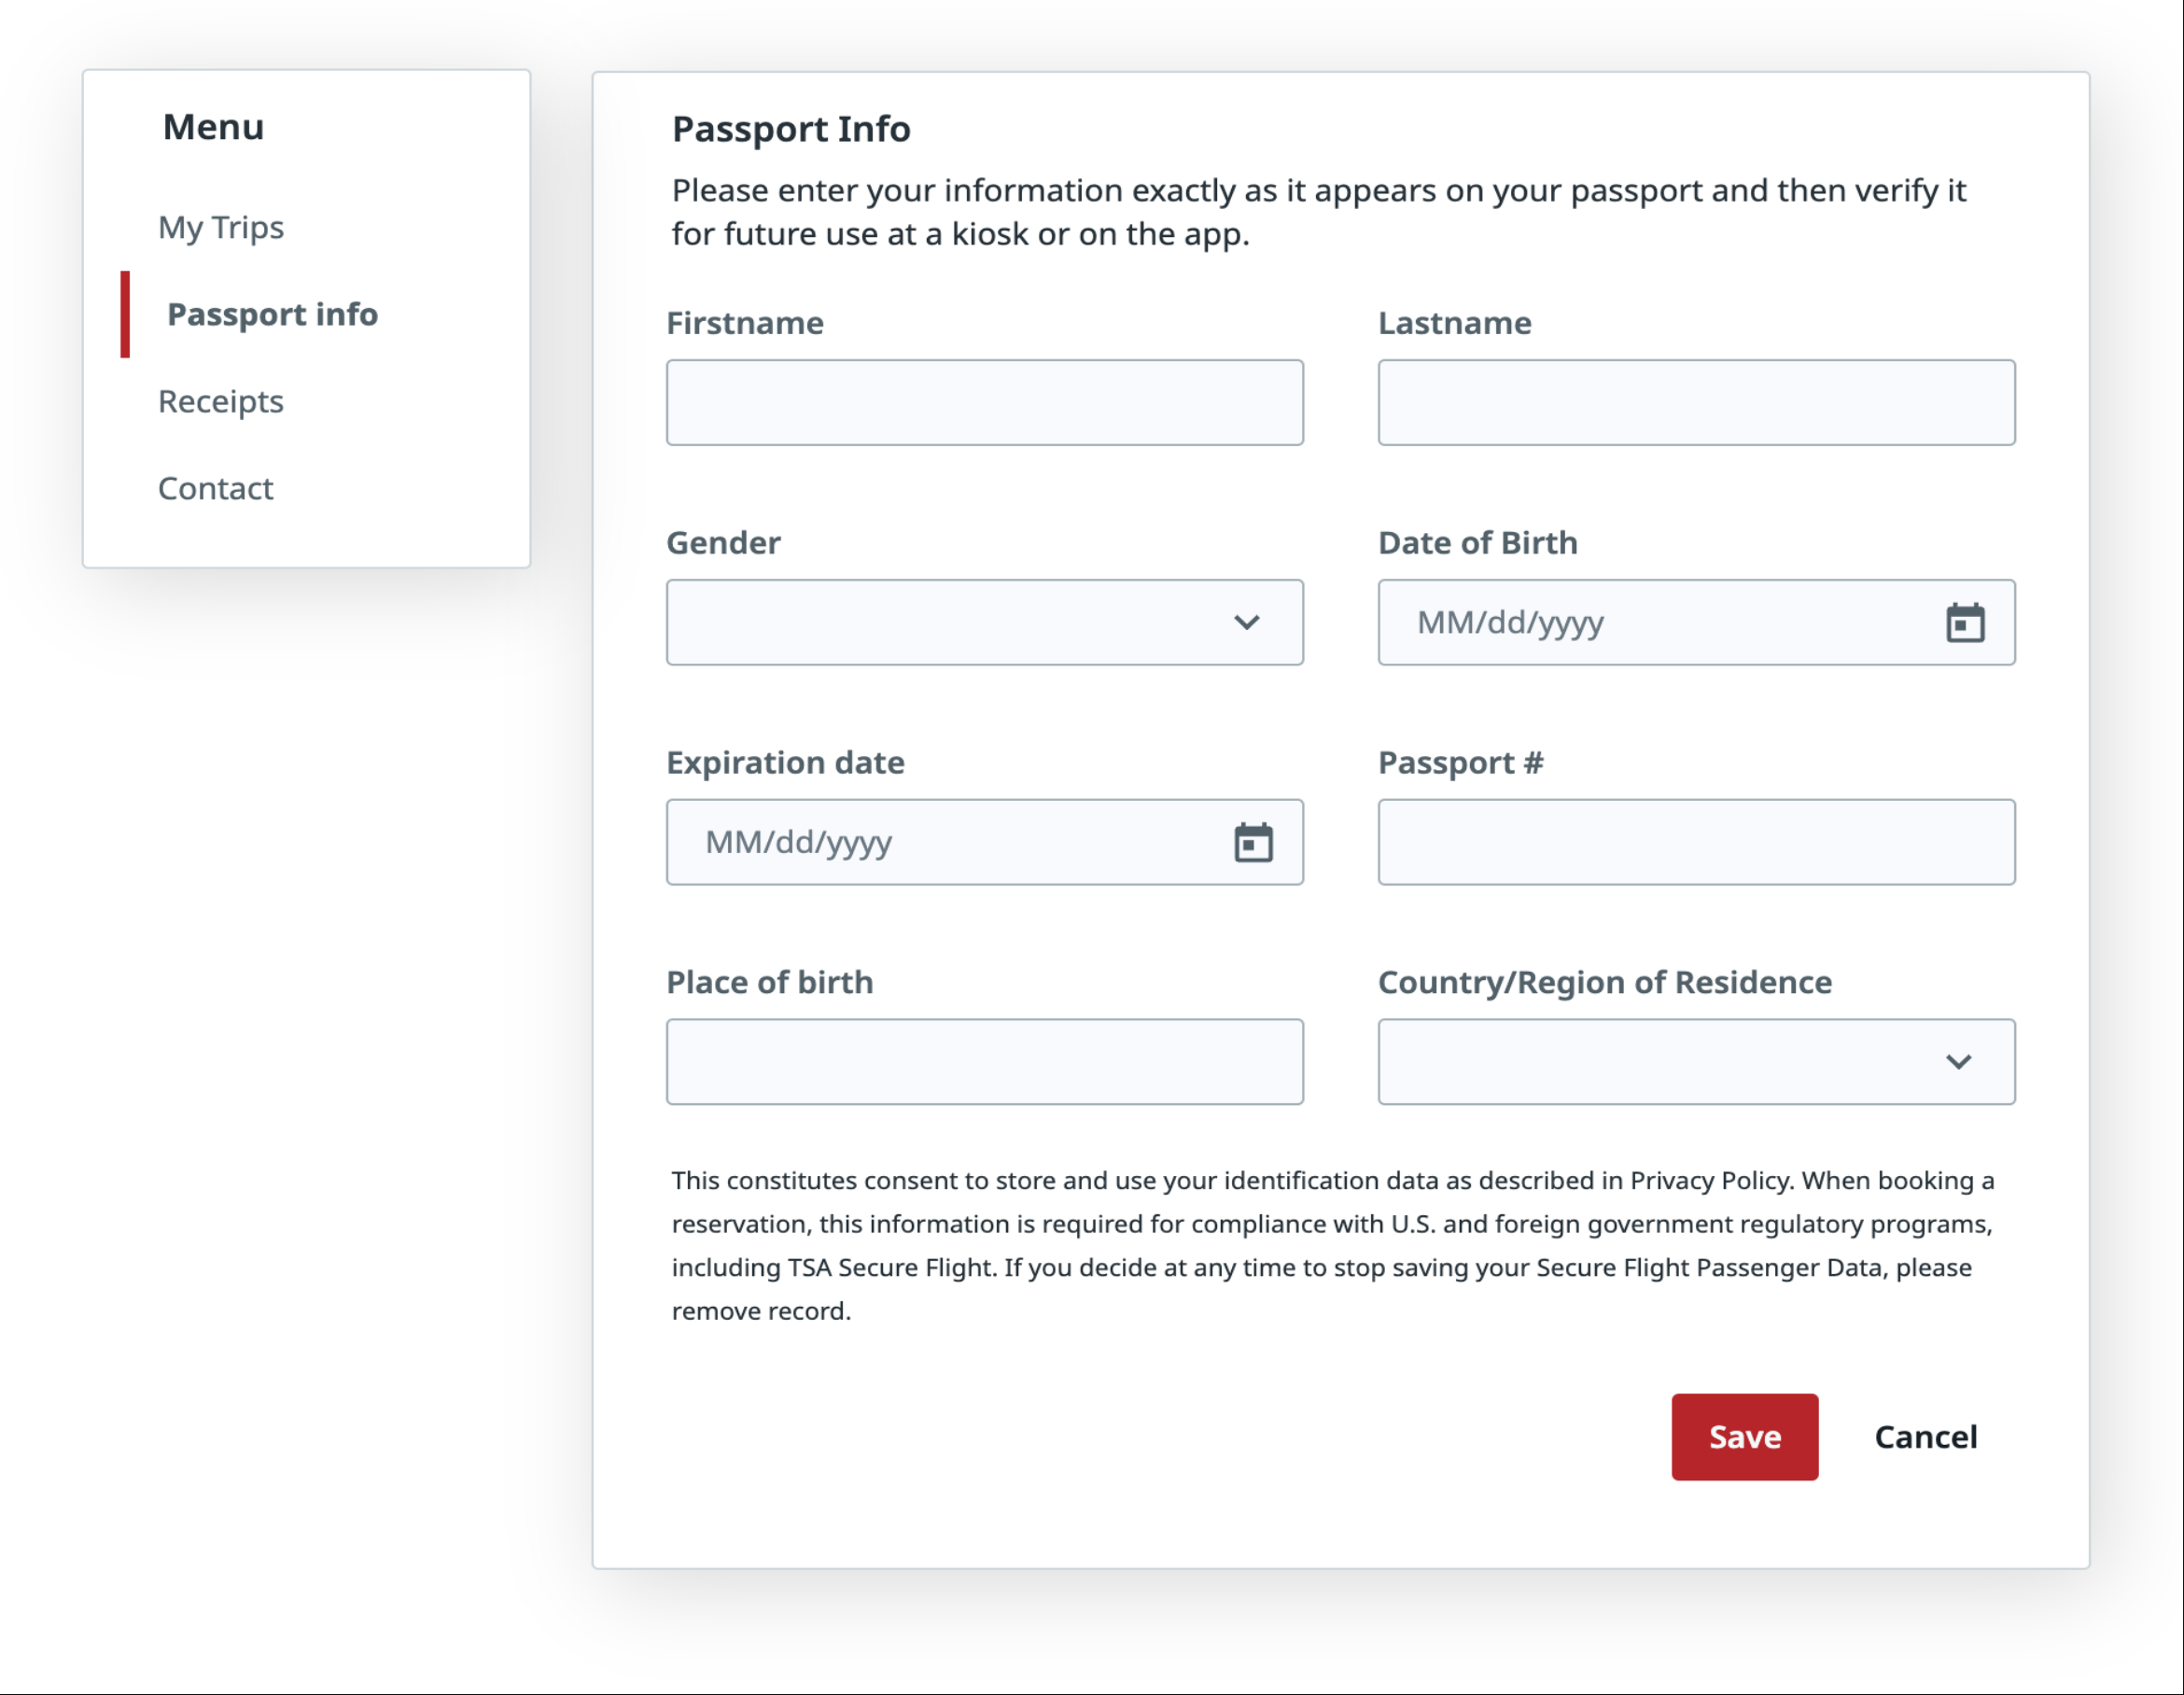 Menu
My Trips
Passport info
Receipts
Contact
Passport Info
Please enter your information exactly as it appears on your passport and then verify it
for future use at a kiosk or on the app.
Firstname
Lastname
Gender
Date of Birth
MM/dd/yyyy
Expiration date
Passport #
MM/dd/yyyy
Place of birth
Country/Region of Residence
This constitutes consent to store and use your identification data as described in Privacy Policy. When booking a
reservation, this information is required for compliance with U.S. and foreign government regulatory programs,
including TSA Secure Flight. If you decide at any time to stop saving your Secure Flight Passenger Data, please
remove record.
Save
Cancel